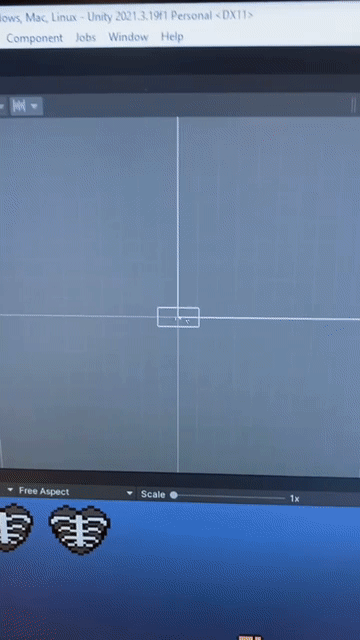 ows, Mac, Linux - Unity 2021.3.19f1 Personal <DX11>
Component Jobs Window Help
Free Aspect Scale 1x